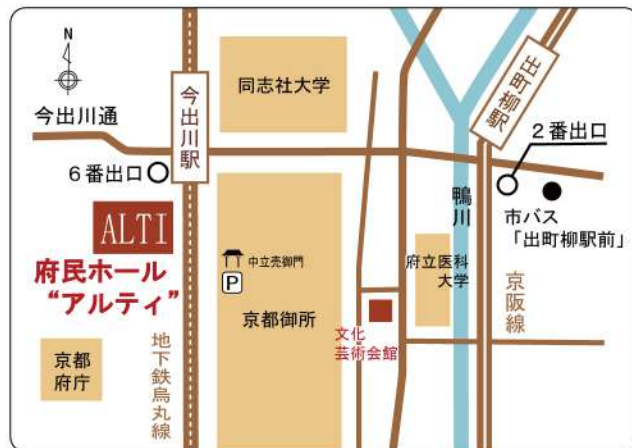 N
今出川通
今出川駅
同志社大学
出町柳駅
2番出口
6番出口
ALTI
府民ホール
“アルティ”
中立売御門
P
京都御所
鴨川
府立医科
大学
市バス
「出町柳駅前」
京阪線
文化
芸術会館
京都
府庁
地下鉄烏丸線